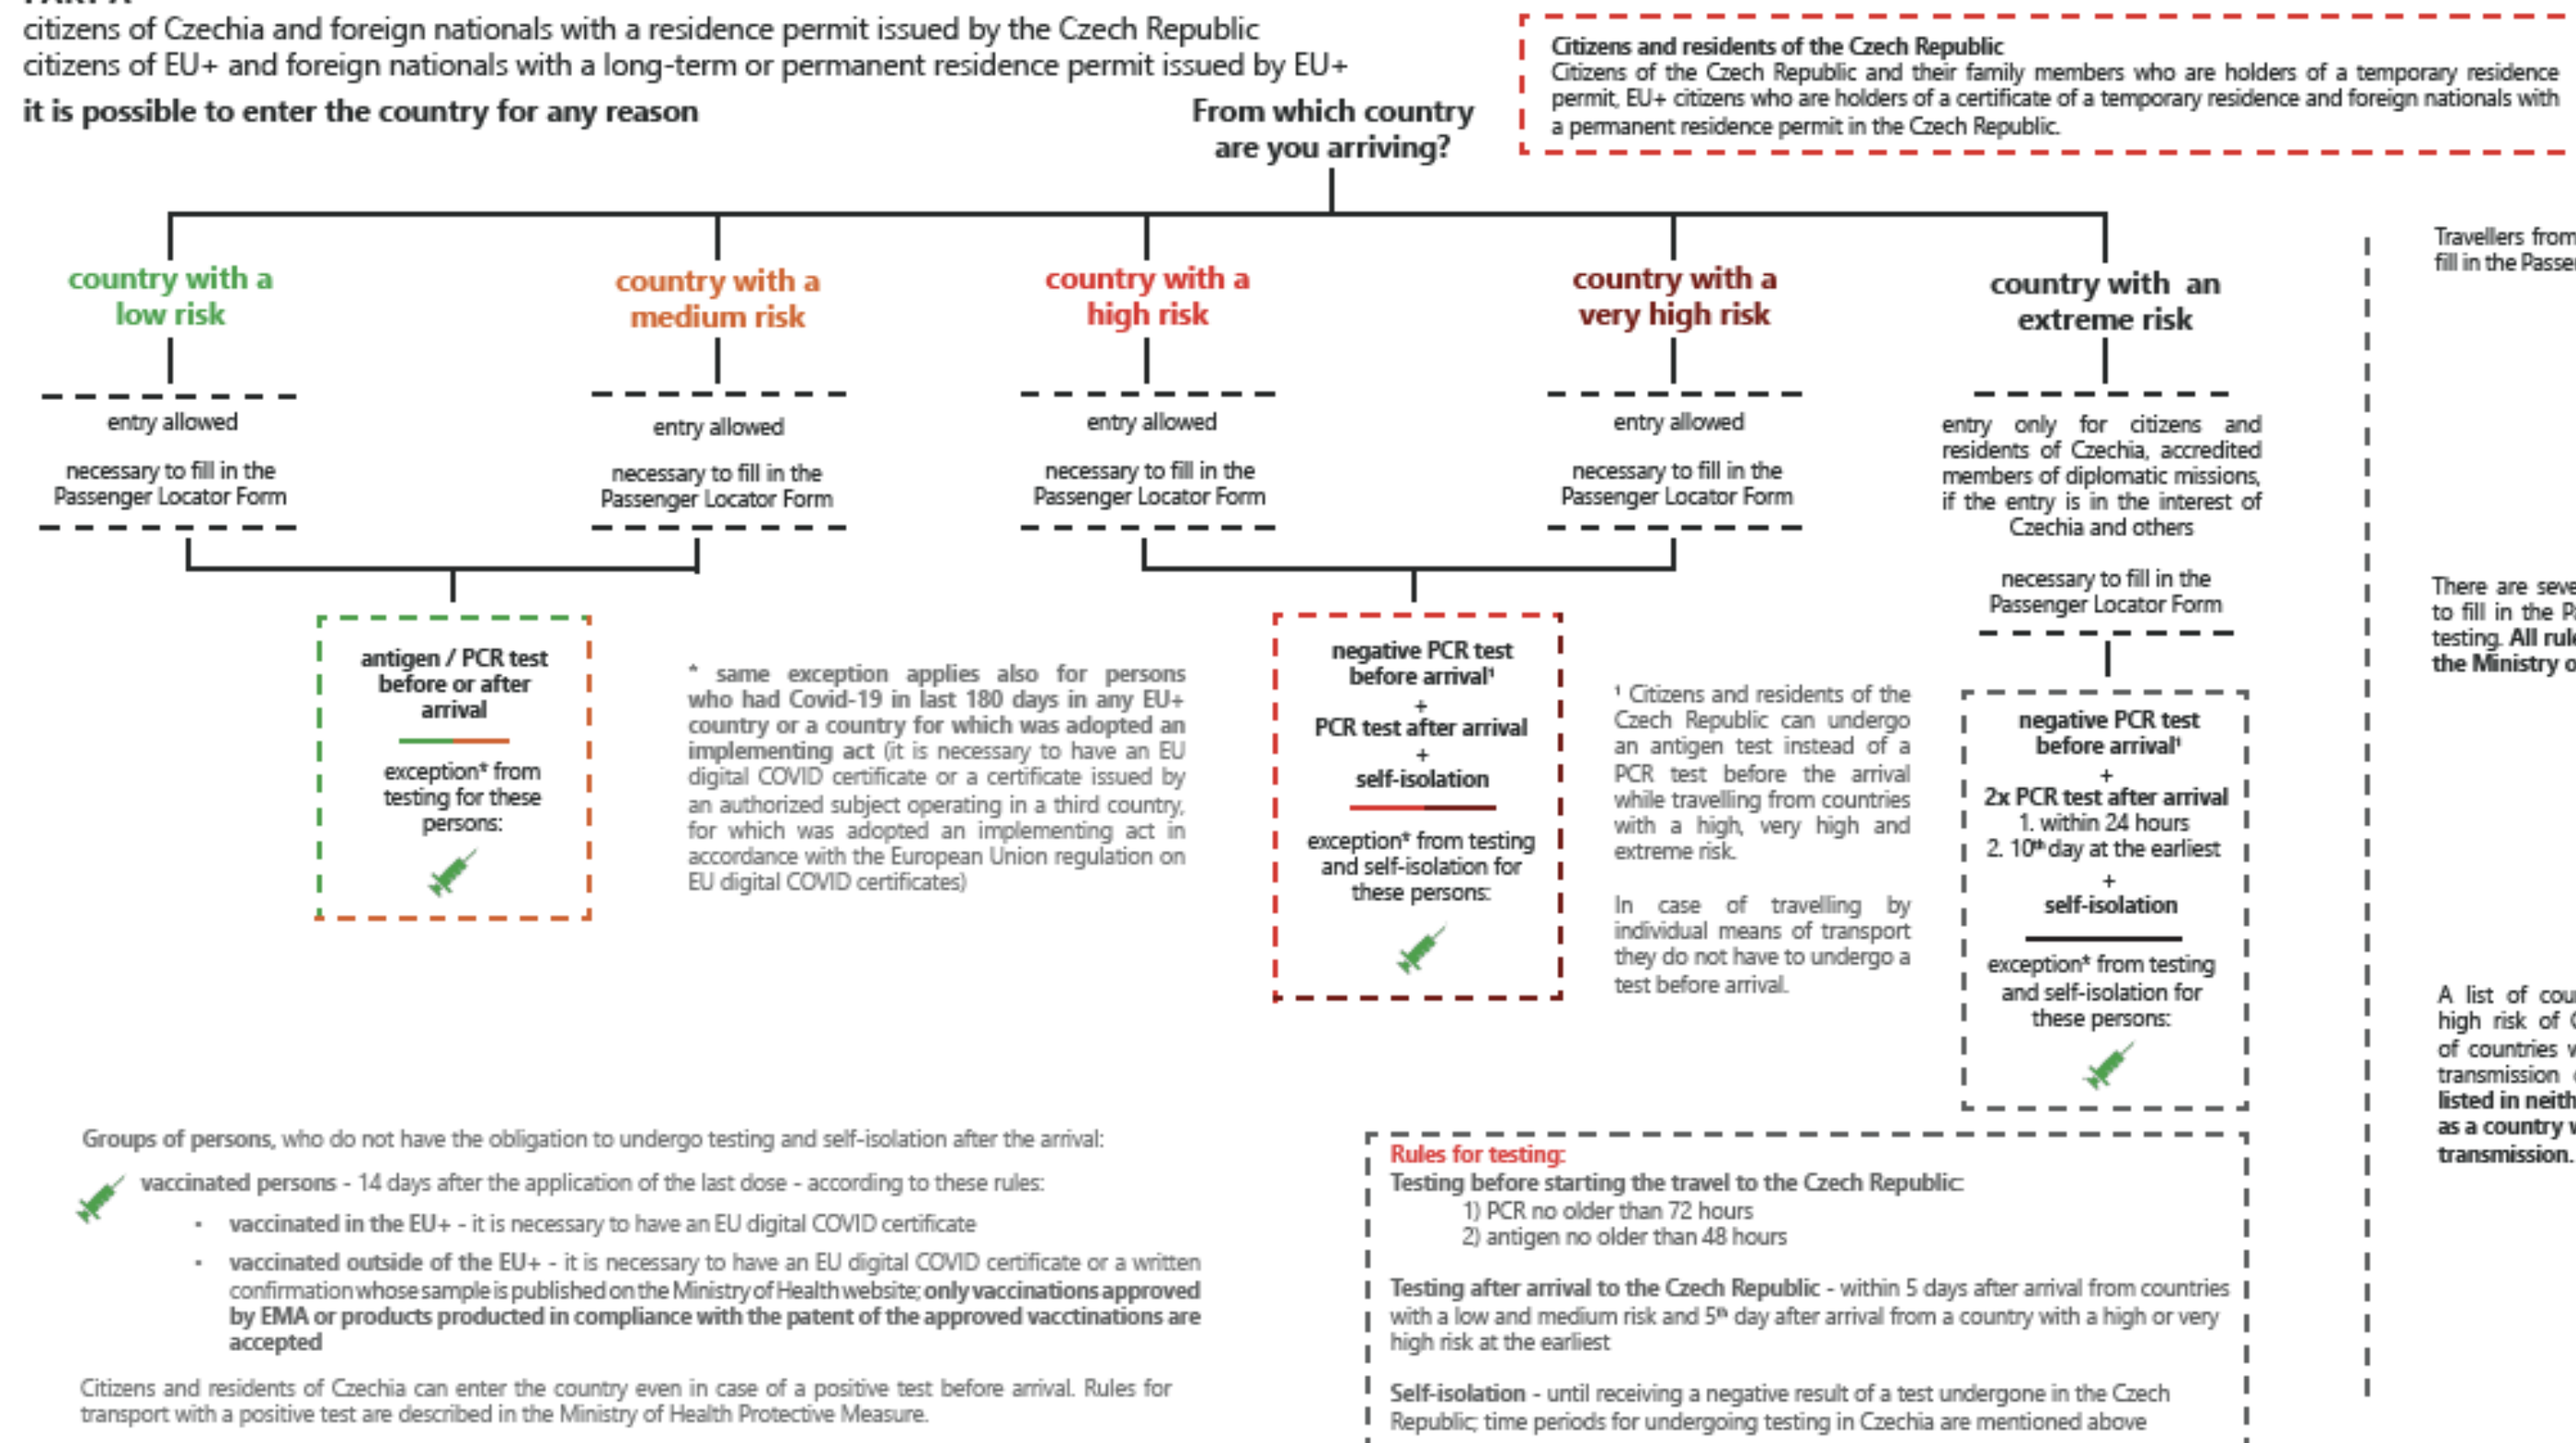 PART A
citizens of Czechia and foreign nationals with a residence permit issued by the Czech Republic
citizens of EU+ and foreign nationals with a long-term or permanent residence permit issued by EU+
it is possible to enter the country for any reason
From which country
are you arriving?
Citizens and residents of the Czech Republic
Citizens of the Czech Republic and their family members who are holders of a temporary residence
permit, EU+ citizens who are holders of a certificate of a temporary residence and foreign nationals with
a permanent residence permit in the Czech Republic.
country with a
low risk
entry allowed
necessary to fill in the
Passenger Locator Form
country with a
medium risk
entry allowed
necessary to fill in the
Passenger Locator Form
country with a
high risk
entry allowed
necessary to fill in the
Passenger Locator Form
country with a
very high risk
entry allowed
necessary to fill in the
Passenger Locator Form
country with an
extreme risk
entry only for citizens and
residents of Czechia, accredited
members of diplomatic missions,
if the entry is in the interest of
Czechia and others
necessary to fill in the
Passenger Locator Form
antigen / PCR test
before or after
arrival
exception* from
testing for these
persons:
* same exception applies also for persons
who had Covid-19 in last 180 days in any EU+
country or a country for which was adopted an
implementing act (it is necessary to have an EU
digital COVID certificate or a certificate issued by
an authorized subject operating in a third country,
for which was adopted an implementing act in
accordance with the European Union regulation on
EU digital COVID certificates)
negative PCR test
before arrival¹
+
PCR test after arrival
+
self-isolation
exception* from testing
and self-isolation for
these persons:
¹ Citizens and residents of the
Czech Republic can undergo
an antigen test instead of a
PCR test before the arrival
while travelling from countries
with a high, very high and
extreme risk.
In case of travelling by
individual means of transport
they do not have to undergo a
test before arrival.
negative PCR test
before arrival¹
+
2x PCR test after arrival
1. within 24 hours
2. 10th day at the earliest
+
self-isolation
exception* from testing
and self-isolation for
these persons:
Travellers from
fill in the
There are
to fill in the
testing. All
the Ministry
A list of
high risk of
of countries
transmission
listed in
as a country
transmission.
Groups of persons, who do not have the obligation to undergo testing and self-isolation after the arrival:
vaccinated persons - 14 days after the application of the last dose - according to these rules:
· vaccinated in the EU+ - it is necessary to have an EU digital COVID certificate
· vaccinated outside of the EU+ - it is necessary to have an EU digital COVID certificate or a written
confirmation whose sample is published on the Ministry of Health website; only vaccinations approved
by EMA or products producted in compliance with the patent of the approved vacctinations are
accepted
Citizens and residents of Czechia can enter the country even in case of a positive test before arrival. Rules for
transport with a positive test are described in the Ministry of Health Protective Measure.
Rules for testing:
Testing before starting the travel to the Czech Republic:
1) PCR no older than 72 hours
2) antigen no older than 48 hours
Testing after arrival to the Czech Republic - within 5 days after arrival from countries
with a low and medium risk and 5th day after arrival from a country with a high or very
high risk at the earliest
Self-isolation - until receiving a negative result of a test undergone in the Czech
Republic; time periods for undergoing testing in Czechia are mentioned above